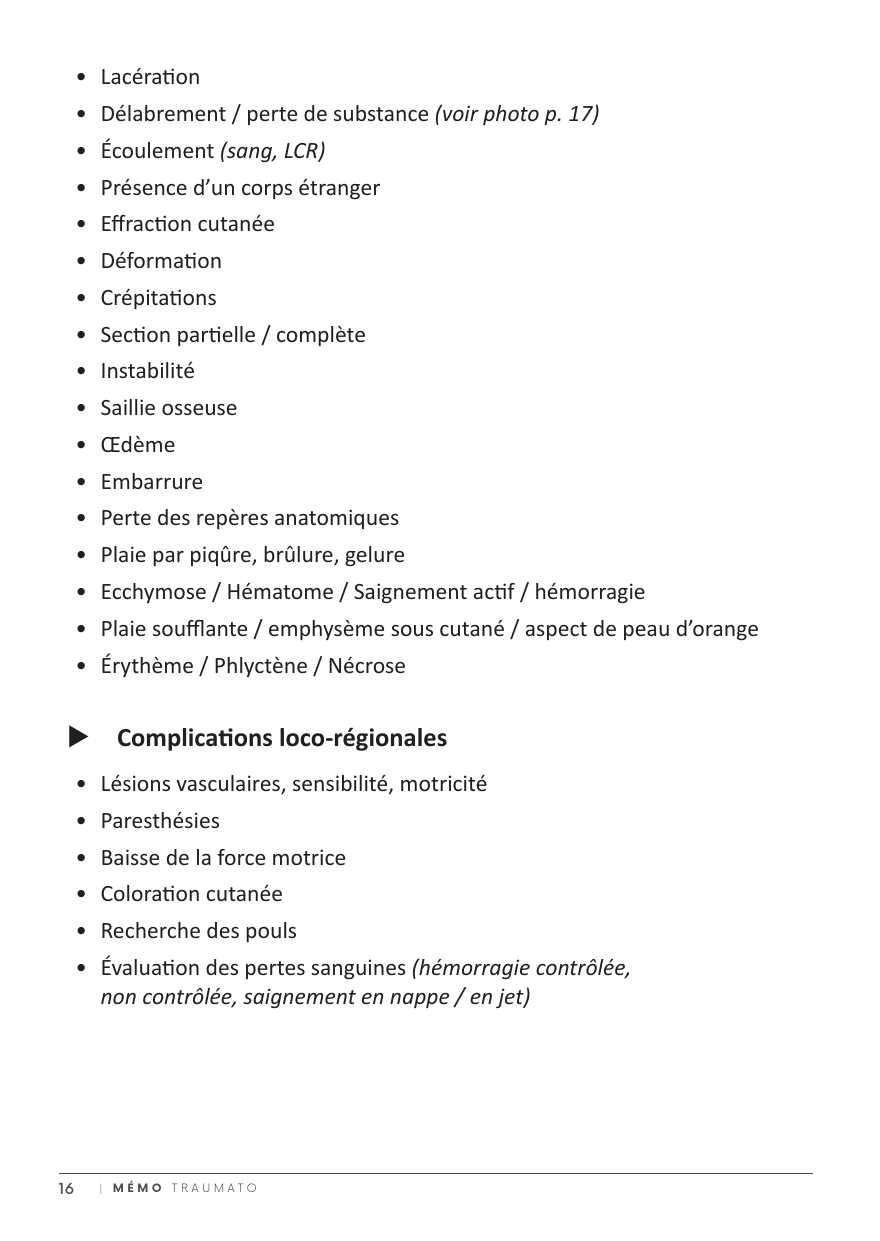 • Lacération
• Délabrement / perte de substance (voir photo p. 17)
• Écoulement (sang, LCR)
• Présence d’un corps étranger
• Effraction cutanée
• Déformation
• Crépitations
• Section partielle / complète
• Instabilité
• Saillie osseuse
• Œdème
• Embarrure
• Perte des repères anatomiques
• Plaie par piqûre, brûlure, gelure
• Ecchymose / Hématome / Saignement actif / hémorragie
• Plaie soufflante / emphysème sous cutané / aspect de peau d’orange
• Érythème / Phlyctène / Nécrose
▶ Complications loco-régionales
• Lésions vasculaires, sensibilité, motricité
• Paresthésies
• Baisse de la force motrice
• Coloration cutanée
• Recherche des pouls
• Évaluation des pertes sanguines (hémorragie contrôlée,
non contrôlée, saignement en nappe / en jet)
16 | MÉMO TRAUMATO